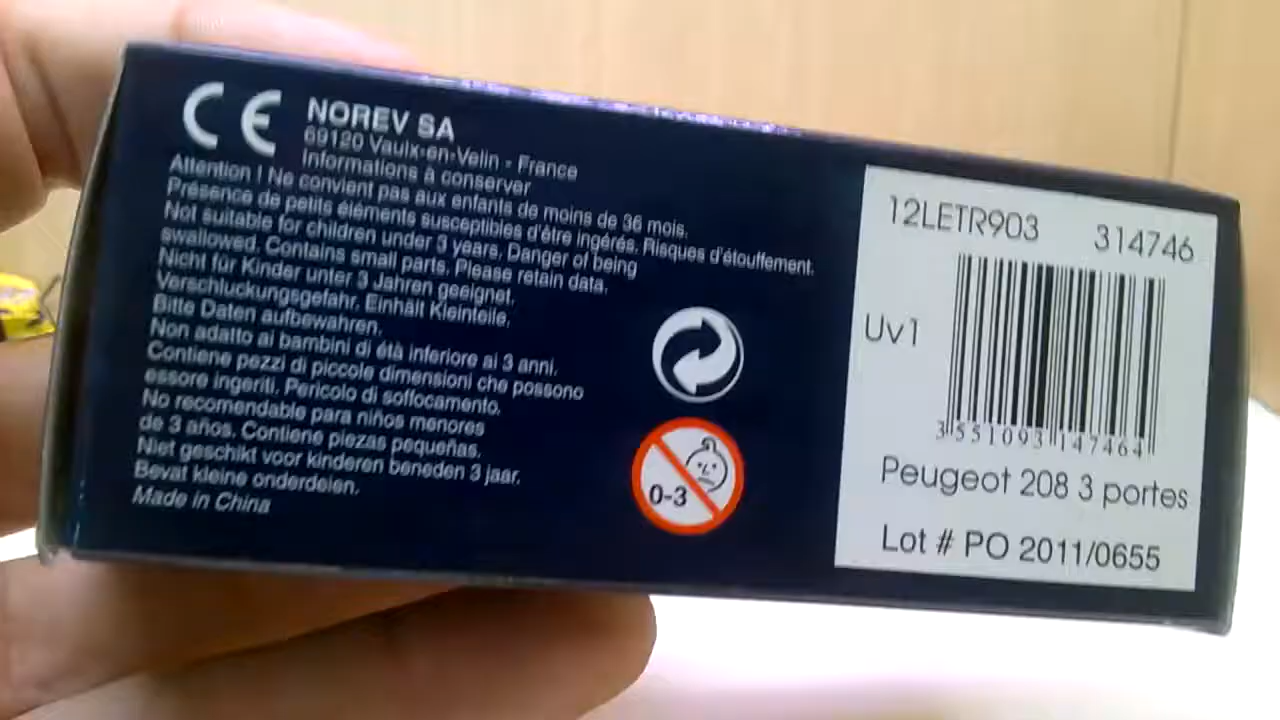 CE
NOREV SA
69120 Vaulx-en-Velin - France
Informations à conserver
Attention ! Ne convient pas aux enfants de moins de 36 mois.
Présence de petits éléments susceptibles d'être ingérés. Risques d'étouffement.
Not suitable for children under 3 years. Danger of being
swallowed. Contains small parts. Please retain data.
Nicht für Kinder unter 3 Jahren geeignet.
Verschluckungsgefahr. Einhält Kleinteile.
Bitte Daten aufbewahren.
Non adatto ai bambini di étà inferiore ai 3 anni.
Contiene pezzi di piccole dimensioni che possono
essore ingeriti. Pericolo di soffocamento.
No recomendable para niños menores
de 3 años. Contiene piezas pequeñas.
Niet geschikt voor kinderen beneden 3 jaar.
Bevat kleine onderdelen.
Made in China
0-3
12LETR903 314746
Uv1
3 551093 147464
Peugeot 208 3 portes
Lot # PO 2011/0655